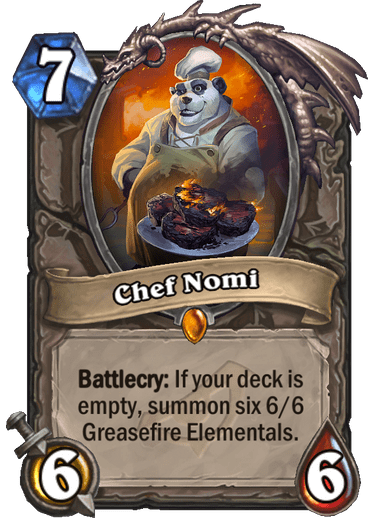 7
Chef Nomi
Battlecry: If your deck is
empty, summon six 6/6
Greasefire Elementals.
6
6